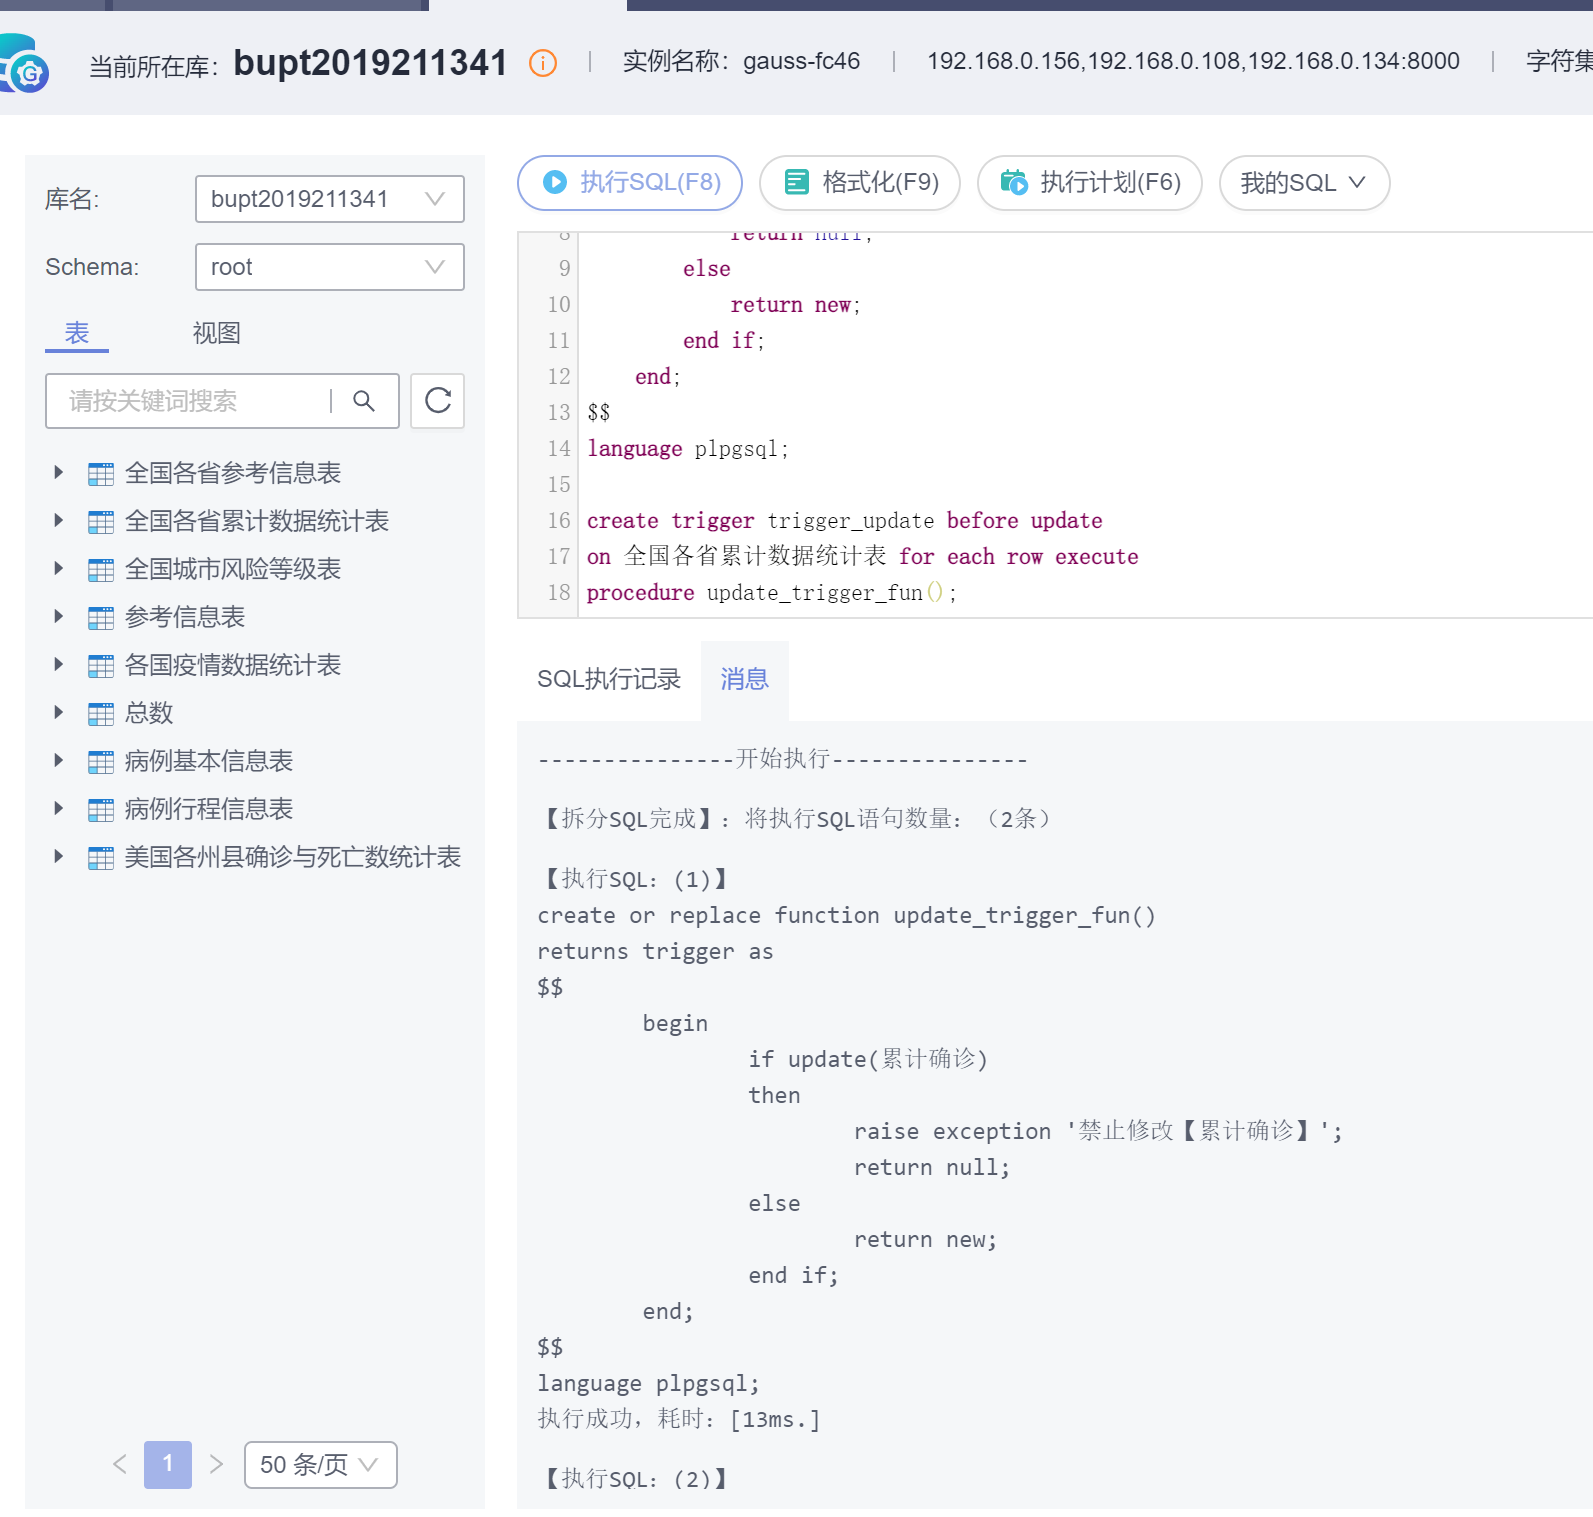 当前所在库： bupt2019211341 | 实例名称：gauss-fc46 | 192.168.0.156,192.168.0.108,192.168.0.134:8000 | 字符集
库名: bupt2019211341
Schema: root
表 视图
请按关键词搜索
全国各省参考信息表
全国各省累计数据统计表
全国城市风险等级表
参考信息表
各国疫情数据统计表
总数
病例基本信息表
病例行程信息表
美国各州县确诊与死亡数统计表
< 1 > 50 条/页
执行SQL(F8) 格式化(F9) 执行计划(F6) 我的SQL
8 return null;
9 else
10 return new;
11 end if;
12 end;
13 $$
14 language plpgsql;
15
16 create trigger trigger_update before update
17 on 全国各省累计数据统计表 for each row execute
18 procedure update_trigger_fun();
SQL执行记录 消息
---------------开始执行---------------
【拆分SQL完成】：将执行SQL语句数量：（2条）
【执行SQL：(1)】
create or replace function update_trigger_fun()
returns trigger as
$$
begin
if update(累计确诊)
then
raise exception '禁止修改【累计确诊】';
return null;
else
return new;
end if;
end;
$$
language plpgsql;
执行成功，耗时：[13ms.]
【执行SQL：(2)】